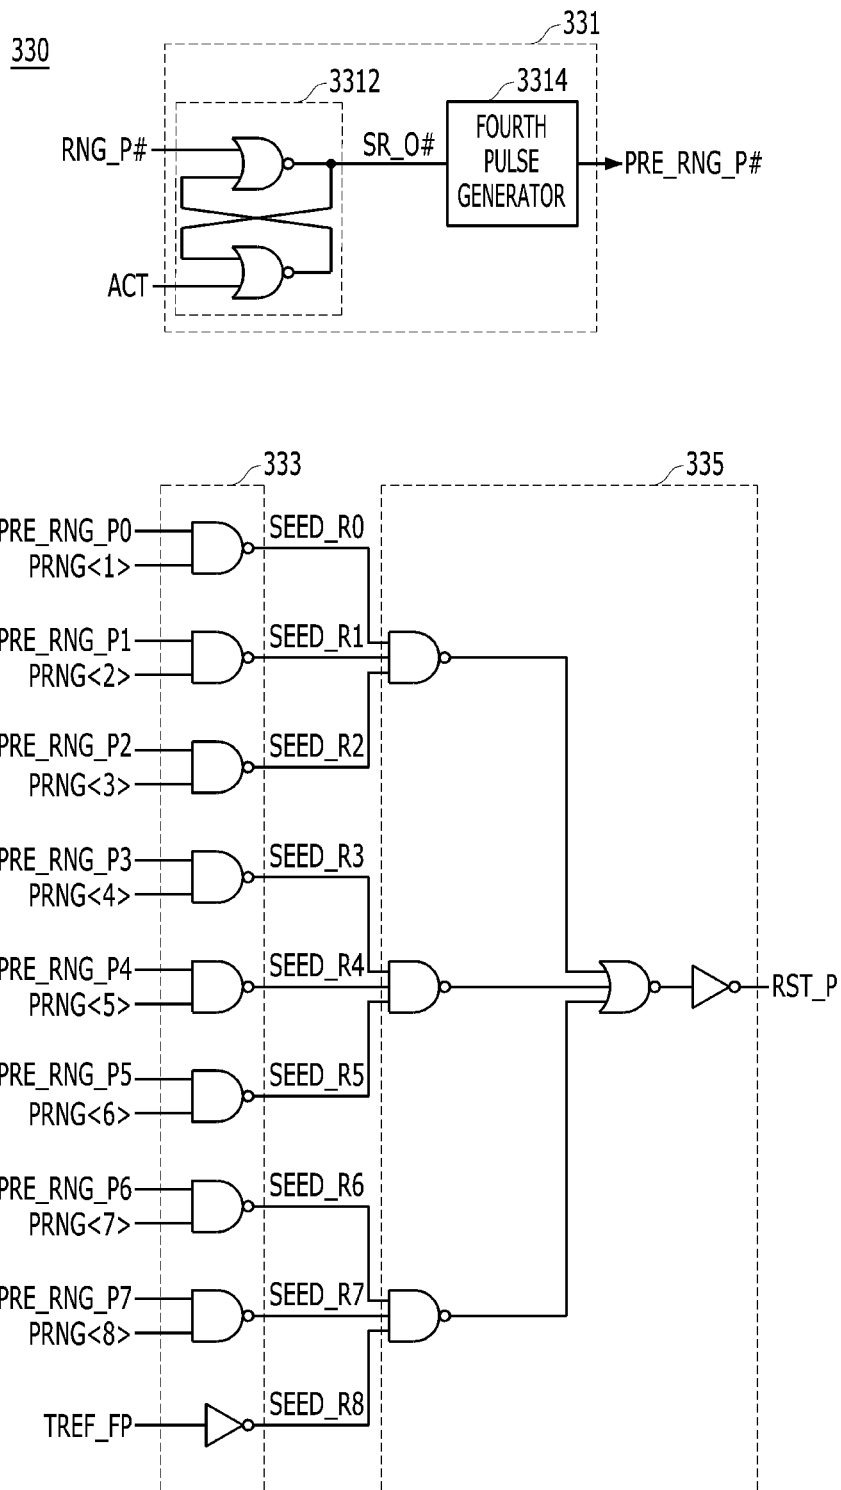 330
331
3312
3314
RNG_P#
SR_O#
FOURTH
PULSE
GENERATOR
PRE_RNG_P#
ACT
333
335
PRE_RNG_P0
PRNG<1>
SEED_R0
PRE_RNG_P1
PRNG<2>
SEED_R1
PRE_RNG_P2
PRNG<3>
SEED_R2
PRE_RNG_P3
PRNG<4>
SEED_R3
PRE_RNG_P4
PRNG<5>
SEED_R4
RST_P
PRE_RNG_P5
PRNG<6>
SEED_R5
PRE_RNG_P6
PRNG<7>
SEED_R6
PRE_RNG_P7
PRNG<8>
SEED_R7
TREF_FP
SEED_R8